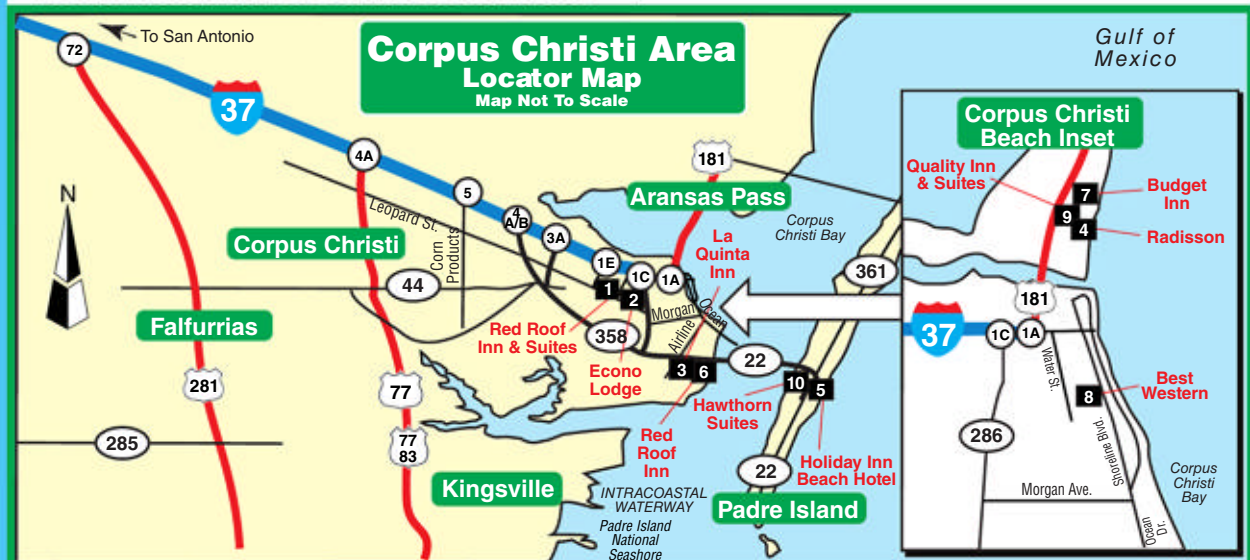 To San Antonio
Corpus Christi Area
Locator Map
Map Not To Scale
Gulf of
Mexico
72
37
4A
5
4
A/B
3A
1E
1C
1A
181
Leopard St.
Corn
Products
Aransas Pass
Corpus
Christi Bay
N
Corpus Christi
44
Falfurrias
281
285
77
77
83
Kingsville
1
2
Red Roof
Inn & Suites
Econo
Lodge
358
Morgan
Ocean
Airline
La
Quinta
Inn
22
3
6
10
5
361
Hawthorn
Suites
Red
Roof
Inn
Holiday Inn
Beach Hotel
22
Padre Island
INTRACOASTAL
WATERWAY
Padre Island
National
Seashore
Corpus Christi
Beach Inset
Quality Inn
& Suites
7
9
4
Budget
Inn
Radisson
181
37
1C
1A
Water St.
8
Best
Western
286
Shoreline Blvd.
Morgan Ave.
Ocean
Dr.
Corpus
Christi
Bay